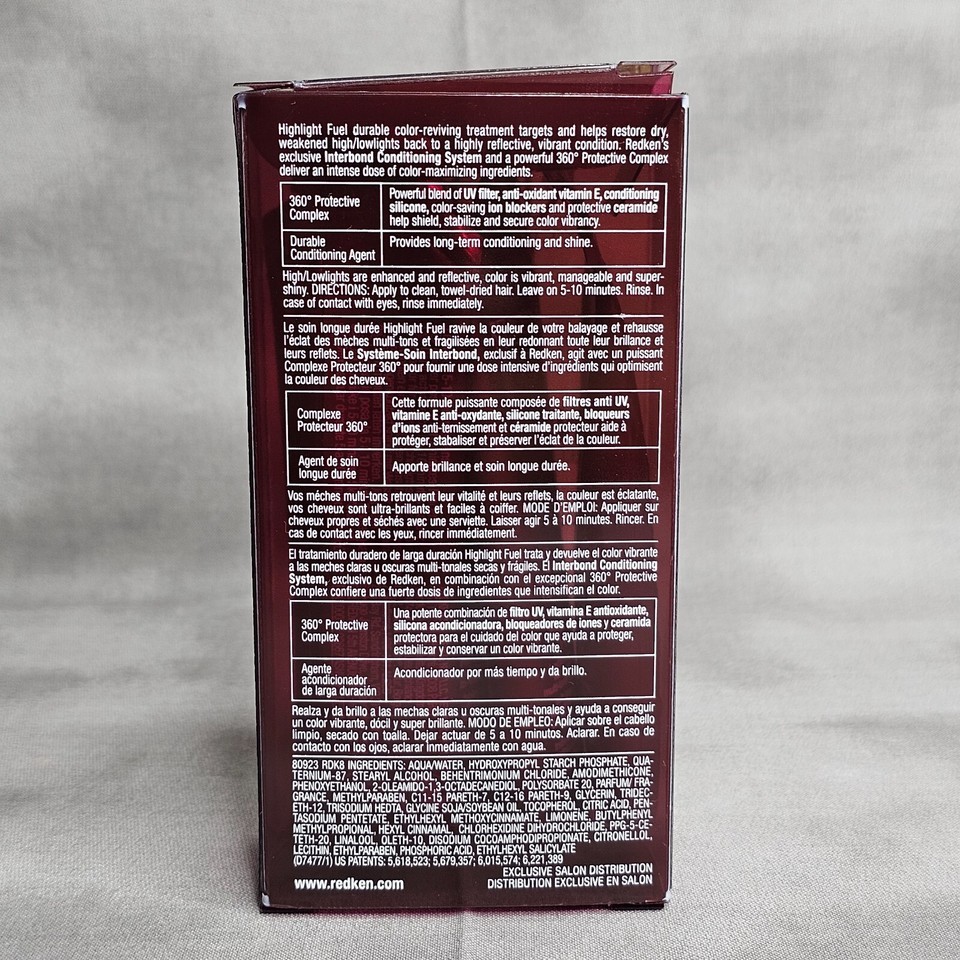 Highlight Fuel durable color-reviving treatment targets and helps restore dry,
weakened high/lowlights back to a highly reflective, vibrant condition. Redken's
exclusive Interbond Conditioning System and a powerful 360° Protective Complex
deliver an intense dose of color-maximizing ingredients.
360° Protective
Complex
Powerful blend of UV filter, anti-oxidant vitamin E, conditioning
silicone, color-saving ion blockers and protective ceramide
help shield, stabilize and secure color vibrancy.
Durable
Conditioning Agent
Provides long-term conditioning and shine.
High/Lowlights are enhanced and reflective, color is vibrant, manageable and super-
shiny. DIRECTIONS: Apply to clean, towel-dried hair. Leave on 5-10 minutes. Rinse. In
case of contact with eyes, rinse immediately.
Le soin longue durée Highlight Fuel ravive la couleur de votre balayage et rehausse
l'éclat des mèches multi-tons et fragilisées en leur redonnant toute leur brillance et
leurs reflets. Le Système-Soin Interbond, exclusif à Redken, agit avec un puissant
Complexe Protecteur 360° pour fournir une dose intensive d'ingrédients qui optimisent
la couleur des cheveux.
Complexe
Protecteur 360°
Cette formule puissante composée de filtres anti UV,
vitamine E anti-oxydante, silicone traitante, bloqueurs
d'ions anti-ternissement et céramide protecteur aide à
protéger, stabaliser et préserver l'éclat de la couleur.
Agent de soin
longue durée
Apporte brillance et soin longue durée.
Vos méches multi-tons retrouvent leur vitalité et leurs reflets, la couleur est éclatante,
vos cheveux sont ultra-brillants et faciles à coiffer. MODE D'EMPLOI: Appliquer sur
cheveux propres et séchés avec une serviette. Laisser agir 5 à 10 minutes. Rincer. En
cas de contact avec les yeux, rincer immédiatement.
El tratamiento duradero de larga duración Highlight Fuel trata y devuelve el color vibrante
a las meches claras u oscuras multi-tonales secas y frágiles. El Interbond Conditioning
System, exclusivo de Redken, en combinación con el excepcional 360° Protective
Complex confiere una fuerte dosis de ingredientes que intensifican el color.
360° Protective
Complex
Una potente combinación de filtro UV, vitamina E antioxidante,
silicona acondicionadora, bloqueadores de iones y ceramida
protectora para el cuidado del color que ayuda a proteger,
estabilizar y conservar un color vibrante.
Agente
acondicionador
de larga duración
Acondicionador por más tiempo y da brillo.
Realza y da brillo a las mechas claras u oscuras multi-tonales y ayuda a conseguir
un color vibrante, dócil y super brillante. MODO DE EMPLEO: Aplicar sobre el cabello
limpio, secado con toalla. Dejar actuar de 5 a 10 minutos. Aclarar. En caso de
contacto con los ojos, aclarar inmediatamente con agua.
80923 RDK8 INGREDIENTS: AQUA/WATER, HYDROXYPROPYL STARCH PHOSPHATE, QUA-
TERNIUM-87, STEARYL ALCOHOL, BEHENTRIMONIUM CHLORIDE, AMODIMETHICONE,
PHENOXYETHANOL, 2-OLEAMIDO-1,3-OCTADECANEDIOL, POLYSORBATE 20, PARFUM/ FRA-
GRANCE, METHYLPARABEN, C11-15 PARETH-7, C12-16 PARETH-9, GLYCERIN, TRIDEC-
ETH-12, TRISODIUM HEDTA, GLYCINE SOJA/SOYBEAN OIL, TOCOPHEROL, CITRIC ACID, PEN-
TASODIUM PENTETATE, ETHYLHEXYL METHOXYCINNAMATE, LIMONENE, BUTYLPHENYL
METHYLPROPIONAL, HEXYL CINNAMAL, CHLORHEXIDINE DIHYDROCHLORIDE, PPG-5-CE-
TETH-20, LINALOOL, OLETH-10, DISODIUM COCOAMPHODIPROPIONATE, CITRONELLOL,
LECITHIN, ETHYLPARABEN, PHOSPHORIC ACID, ETHYLHEXYL SALICYLATE
(D7477/1) US PATENTS: 5,618,523; 5,679,357; 6,015,574; 6,221,389
EXCLUSIVE SALON DISTRIBUTION
www.redken.com
DISTRIBUTION EXCLUSIVE EN SALON